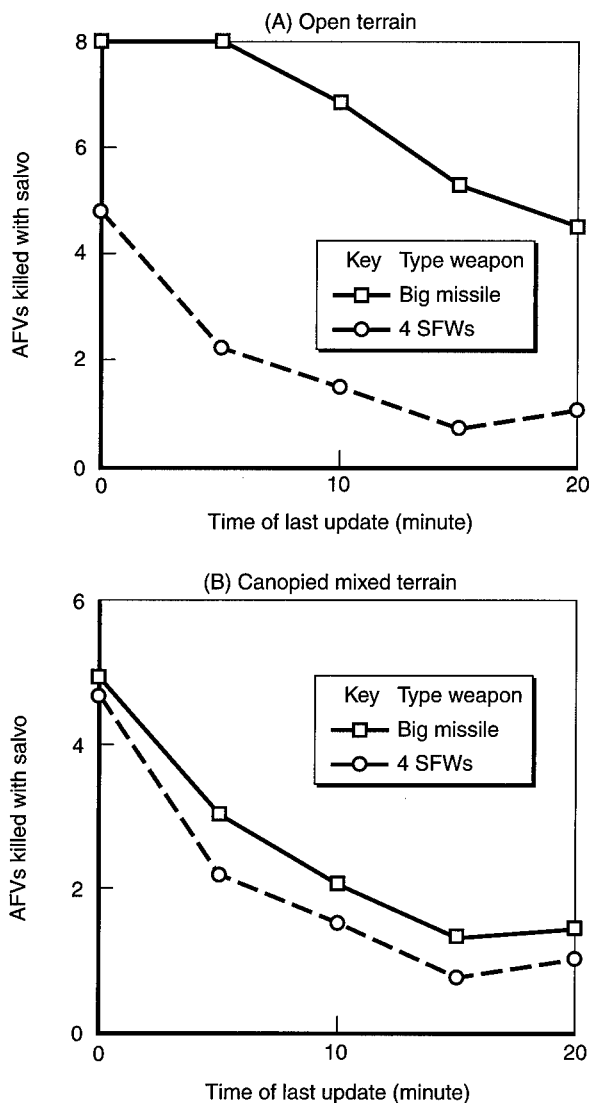 (A) Open terrain
8
6
4
2
0
AFVs killed with salvo
Key Type weapon
Big missile
4 SFWs
0 10 20
Time of last update (minute)
(B) Canopied mixed terrain
6
4
2
0
AFVs killed with salvo
Key Type weapon
Big missile
4 SFWs
0 10 20
Time of last update (minute)